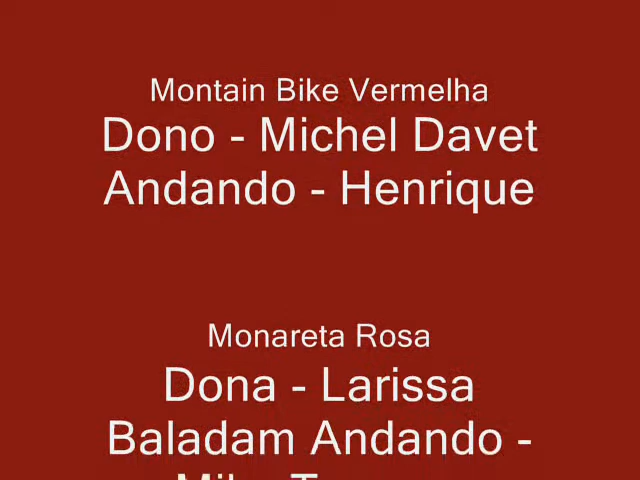 Montain Bike Vermelha
Dono - Michel Davet
Andando - Henrique
Monareta Rosa
Dona - Larissa
Baladam Andando -